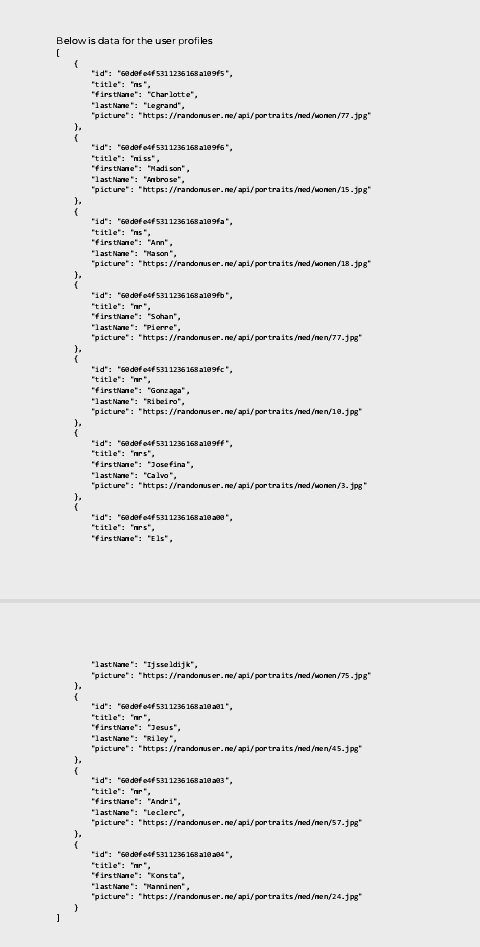 Below is data for the user profiles
[
{
"id": "60d0fe4f5311236168a109f5",
"title": "ms",
"firstName": "Charlotte",
"lastName": "Legrand",
"picture": "https://randomuser.me/api/portraits/med/women/77.jpg"
},
{
"id": "60d0fe4f5311236168a109f6",
"title": "miss",
"firstName": "Madison",
"lastName": "Ambrose",
"picture": "https://randomuser.me/api/portraits/med/women/15.jpg"
},
{
"id": "60d0fe4f5311236168a109fa",
"title": "ms",
"firstName": "Ann",
"lastName": "Mason",
"picture": "https://randomuser.me/api/portraits/med/women/18.jpg"
},
{
"id": "60d0fe4f5311236168a109fb",
"title": "mr",
"firstName": "Sohan",
"lastName": "Pierre",
"picture": "https://randomuser.me/api/portraits/med/men/77.jpg"
},
{
"id": "60d0fe4f5311236168a109fc",
"title": "mr",
"firstName": "Gonzaga",
"lastName": "Ribeiro",
"picture": "https://randomuser.me/api/portraits/med/men/10.jpg"
},
{
"id": "60d0fe4f5311236168a109ff",
"title": "mrs",
"firstName": "Josefina",
"lastName": "Calvo",
"picture": "https://randomuser.me/api/portraits/med/women/3.jpg"
},
{
"id": "60d0fe4f5311236168a10a00",
"title": "mrs",
"firstName": "Els",
"lastName": "Ijsseldijk",
"picture": "https://randomuser.me/api/portraits/med/women/75.jpg"
},
{
"id": "60d0fe4f5311236168a10a01",
"title": "mr",
"firstName": "Jesus",
"lastName": "Riley",
"picture": "https://randomuser.me/api/portraits/med/men/45.jpg"
},
{
"id": "60d0fe4f5311236168a10a03",
"title": "mr",
"firstName": "Andri",
"lastName": "Leclerc",
"picture": "https://randomuser.me/api/portraits/med/men/57.jpg"
},
{
"id": "60d0fe4f5311236168a10a04",
"title": "mr",
"firstName": "Konsta",
"lastName": "Manninen",
"picture": "https://randomuser.me/api/portraits/med/men/24.jpg"
}
]